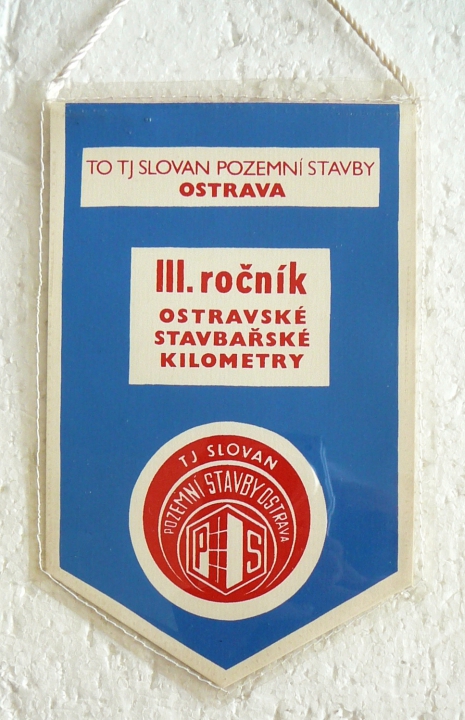 TO TJ SLOVAN POZEMNÍ STAVBY
OSTRAVA
III. ročník
OSTRAVSKÉ
STAVBAŘSKÉ
KILOMETRY
TJ SLOVAN
POZEMNÍ STAVBY OSTRAVA
PS